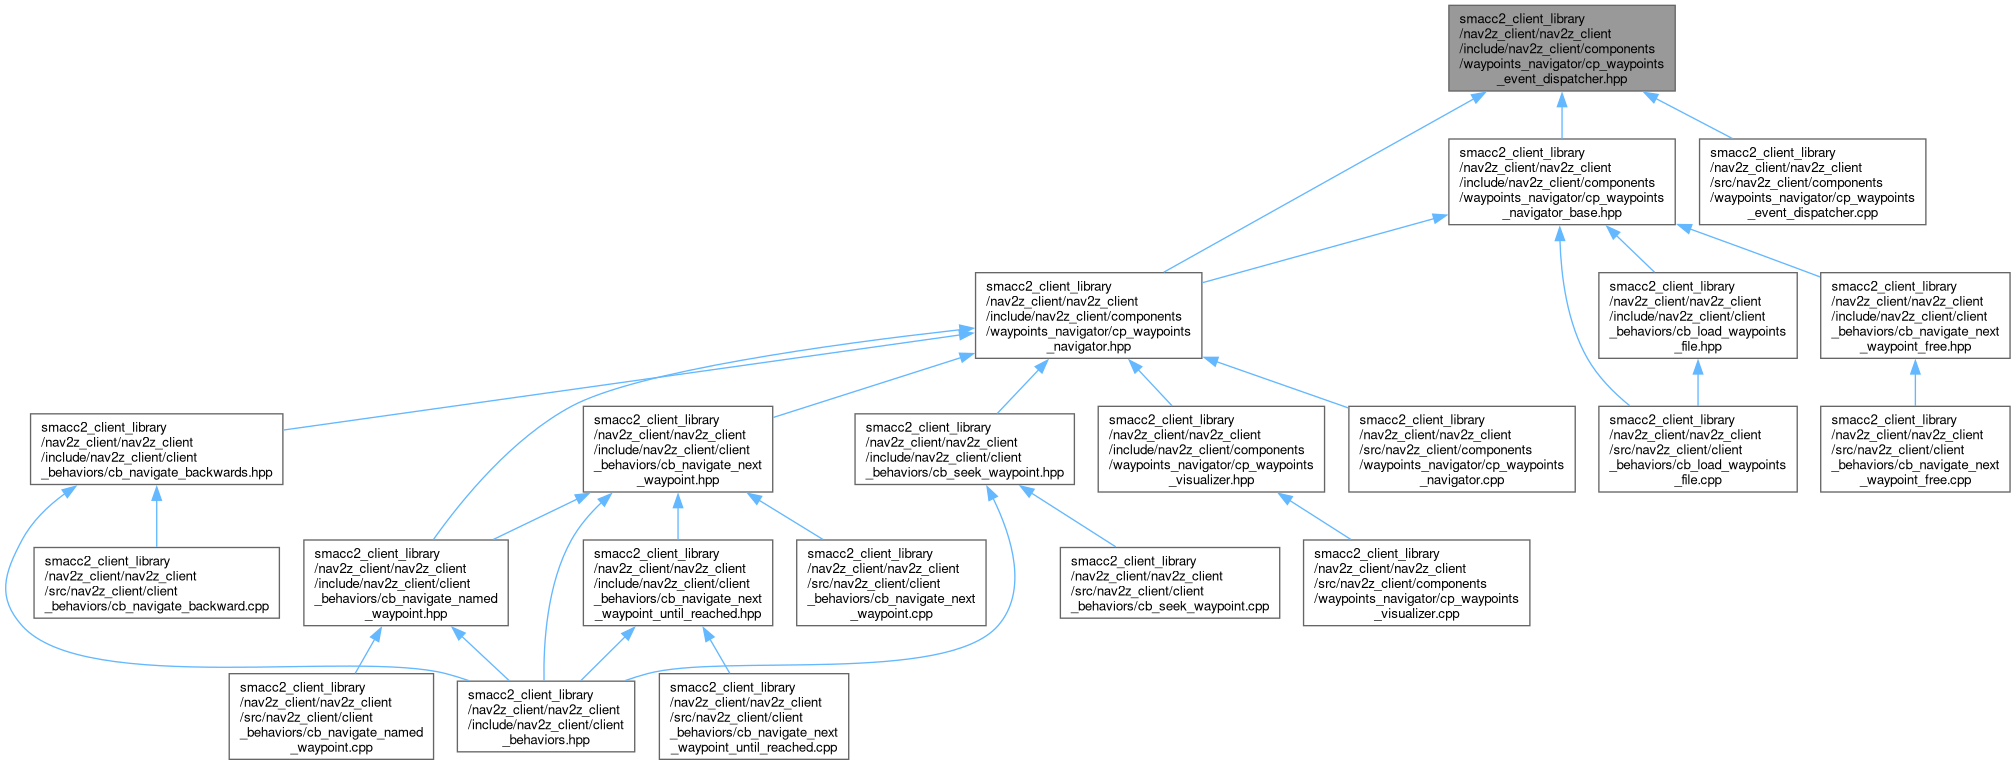 smacc2_client_library
/nav2z_client/nav2z_client
/include/nav2z_client/components
/waypoints_navigator/cp_waypoints
_event_dispatcher.hpp
smacc2_client_library
/nav2z_client/nav2z_client
/include/nav2z_client/components
/waypoints_navigator/cp_waypoints
_navigator_base.hpp
smacc2_client_library
/nav2z_client/nav2z_client
/src/nav2z_client/components
/waypoints_navigator/cp_waypoints
_event_dispatcher.cpp
smacc2_client_library
/nav2z_client/nav2z_client
/include/nav2z_client/components
/waypoints_navigator/cp_waypoints
_navigator.hpp
smacc2_client_library
/nav2z_client/nav2z_client
/include/nav2z_client/client
_behaviors/cb_load_waypoints
_file.hpp
smacc2_client_library
/nav2z_client/nav2z_client
/include/nav2z_client/client
_behaviors/cb_navigate_next
_waypoint_free.hpp
smacc2_client_library
/nav2z_client/nav2z_client
/include/nav2z_client/client
_behaviors/cb_navigate_backwards.hpp
smacc2_client_library
/nav2z_client/nav2z_client
/include/nav2z_client/client
_behaviors/cb_navigate_next
_waypoint.hpp
smacc2_client_library
/nav2z_client/nav2z_client
/include/nav2z_client/client
_behaviors/cb_seek_waypoint.hpp
smacc2_client_library
/nav2z_client/nav2z_client
/include/nav2z_client/components
/waypoints_navigator/cp_waypoints
_visualizer.hpp
smacc2_client_library
/nav2z_client/nav2z_client
/src/nav2z_client/components
/waypoints_navigator/cp_waypoints
_navigator.cpp
smacc2_client_library
/nav2z_client/nav2z_client
/src/nav2z_client/client
_behaviors/cb_load_waypoints
_file.cpp
smacc2_client_library
/nav2z_client/nav2z_client
/src/nav2z_client/client
_behaviors/cb_navigate_next
_waypoint_free.cpp
smacc2_client_library
/nav2z_client/nav2z_client
/src/nav2z_client/client
_behaviors/cb_navigate_backward.cpp
smacc2_client_library
/nav2z_client/nav2z_client
/include/nav2z_client/client
_behaviors/cb_navigate_named
_waypoint.hpp
smacc2_client_library
/nav2z_client/nav2z_client
/include/nav2z_client/client
_behaviors/cb_navigate_next
_waypoint_until_reached.hpp
smacc2_client_library
/nav2z_client/nav2z_client
/src/nav2z_client/client
_behaviors/cb_navigate_next
_waypoint.cpp
smacc2_client_library
/nav2z_client/nav2z_client
/src/nav2z_client/client
_behaviors/cb_seek_waypoint.cpp
smacc2_client_library
/nav2z_client/nav2z_client
/src/nav2z_client/components
/waypoints_navigator/cp_waypoints
_visualizer.cpp
smacc2_client_library
/nav2z_client/nav2z_client
/src/nav2z_client/client
_behaviors/cb_navigate_named
_waypoint.cpp
smacc2_client_library
/nav2z_client/nav2z_client
/include/nav2z_client/client
_behaviors.hpp
smacc2_client_library
/nav2z_client/nav2z_client
/src/nav2z_client/client
_behaviors/cb_navigate_next
_waypoint_until_reached.cpp